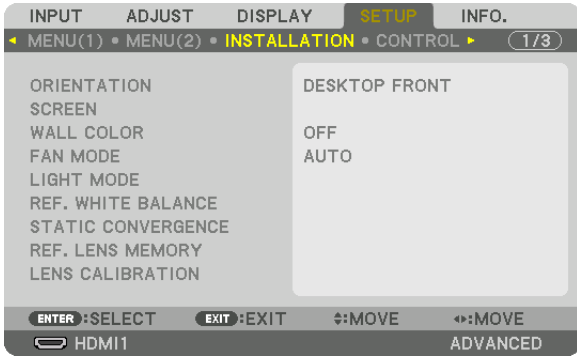 INPUT ADJUST DISPLAY SETUP INFO.
MENU(1) • MENU(2) • INSTALLATION • CONTROL 1/3
ORIENTATION DESKTOP FRONT
SCREEN
WALL COLOR OFF
FAN MODE AUTO
LIGHT MODE
REF. WHITE BALANCE
STATIC CONVERGENCE
REF. LENS MEMORY
LENS CALIBRATION
ENTER :SELECT EXIT :EXIT :MOVE :MOVE
HDMI1 ADVANCED